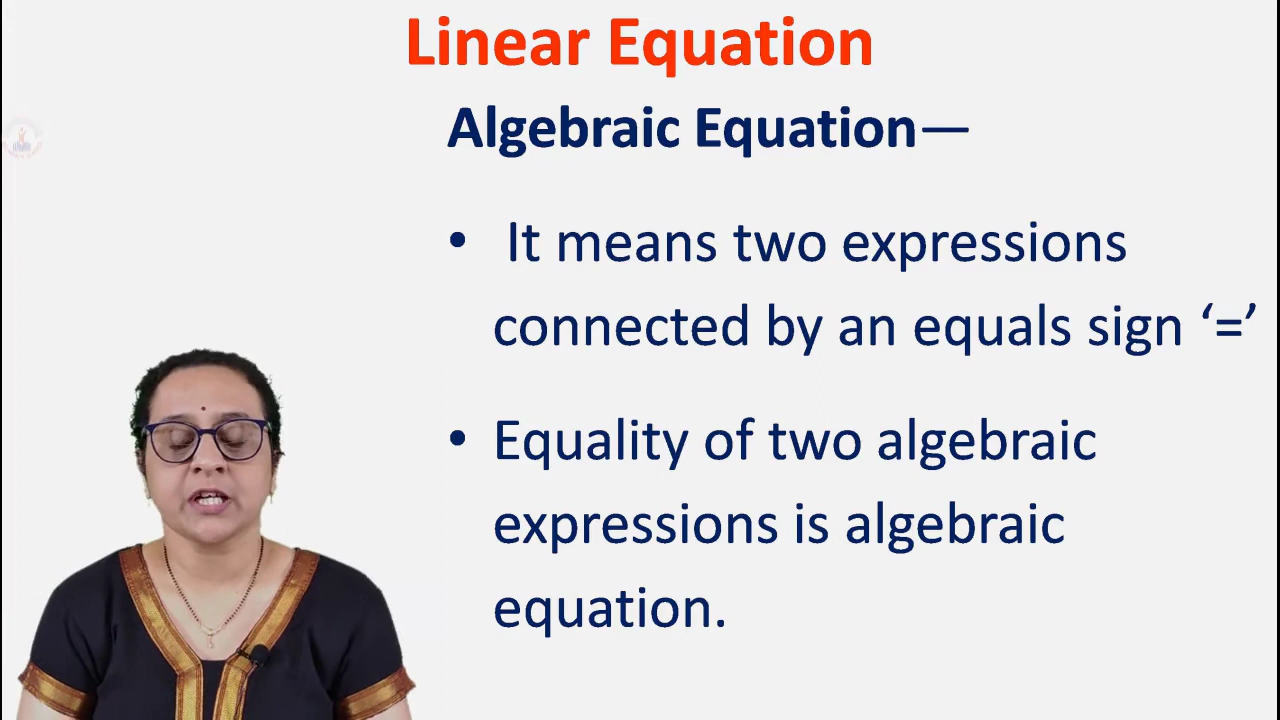 Linear Equation
Algebraic Equation—
• It means two expressions
connected by an equals sign ‘=’
• Equality of two algebraic
expressions is algebraic
equation.